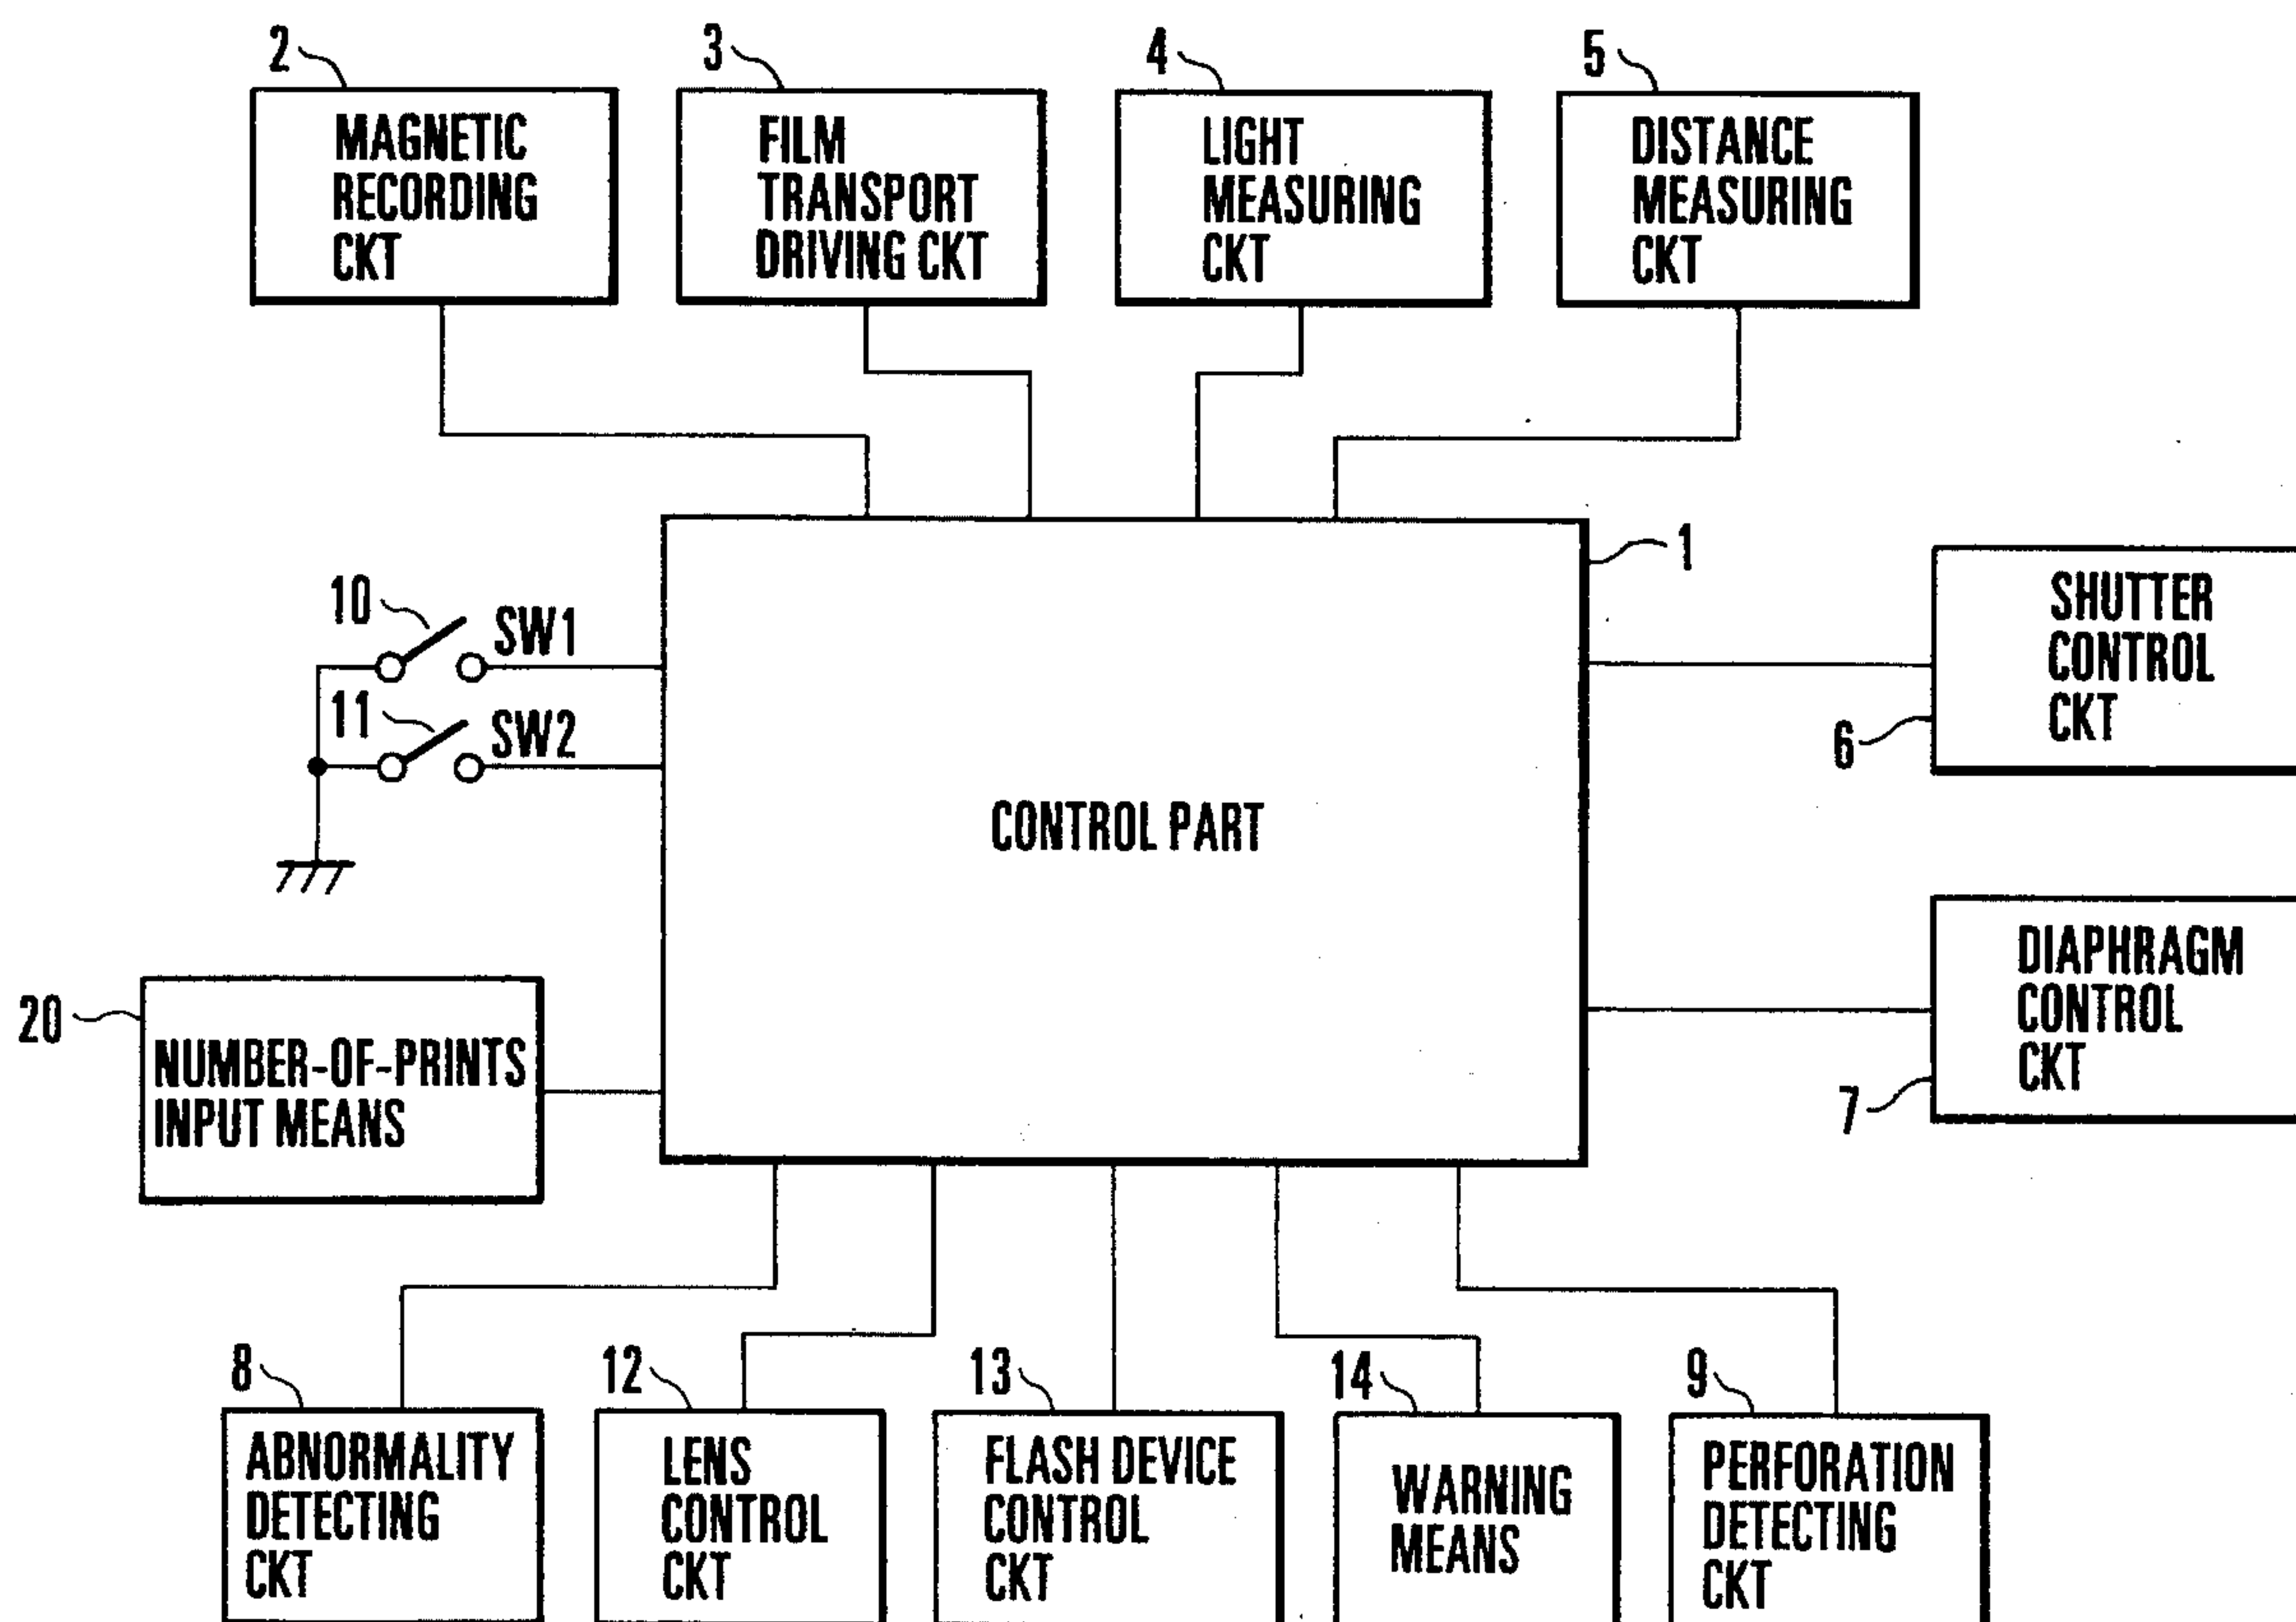 2
3
4
5
MAGNETIC
RECORDING
CKT
FILM
TRANSPORT
DRIVING CKT
LIGHT
MEASURING
CKT
DISTANCE
MEASURING
CKT
1
10
SW1
11
SW2
CONTROL PART
SHUTTER
CONTROL
CKT
6
DIAPHRAGM
CONTROL
CKT
7
20
NUMBER-OF-PRINTS
INPUT MEANS
8
12
13
14
9
ABNORMALITY
DETECTING
CKT
LENS
CONTROL
CKT
FLASH DEVICE
CONTROL
CKT
WARNING
MEANS
PERFORATION
DETECTING
CKT